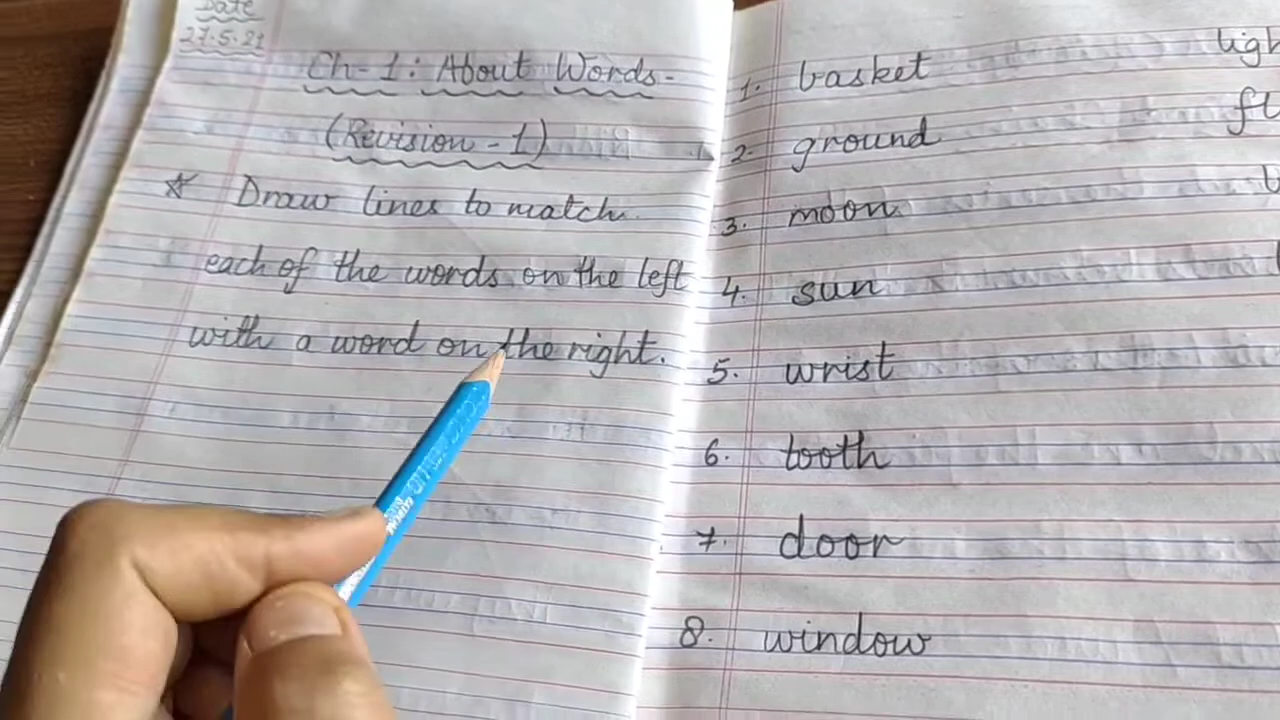 Date
27.5.21
Ch-1: About Words-
(Revision-1)
☆ Draw lines to match
each of the words on the left
with a word on the right.
1. basket
2. ground
3. moon
4. sun
5. wrist
6. tooth
7. door
8. window